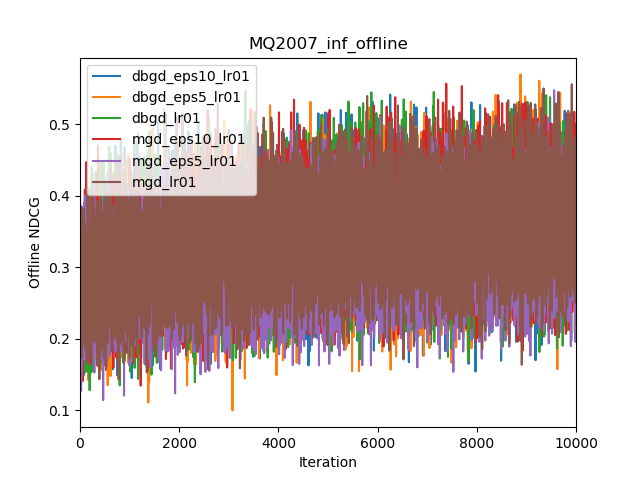 MQ2007_inf_offline
dbgd_eps10_lr01
dbgd_eps5_lr01
dbgd_lr01
mgd_eps10_lr01
mgd_eps5_lr01
mgd_lr01
Offline NDCG
0.5
0.4
0.3
0.2
0.1
0 2000 4000 6000 8000 10000
Iteration